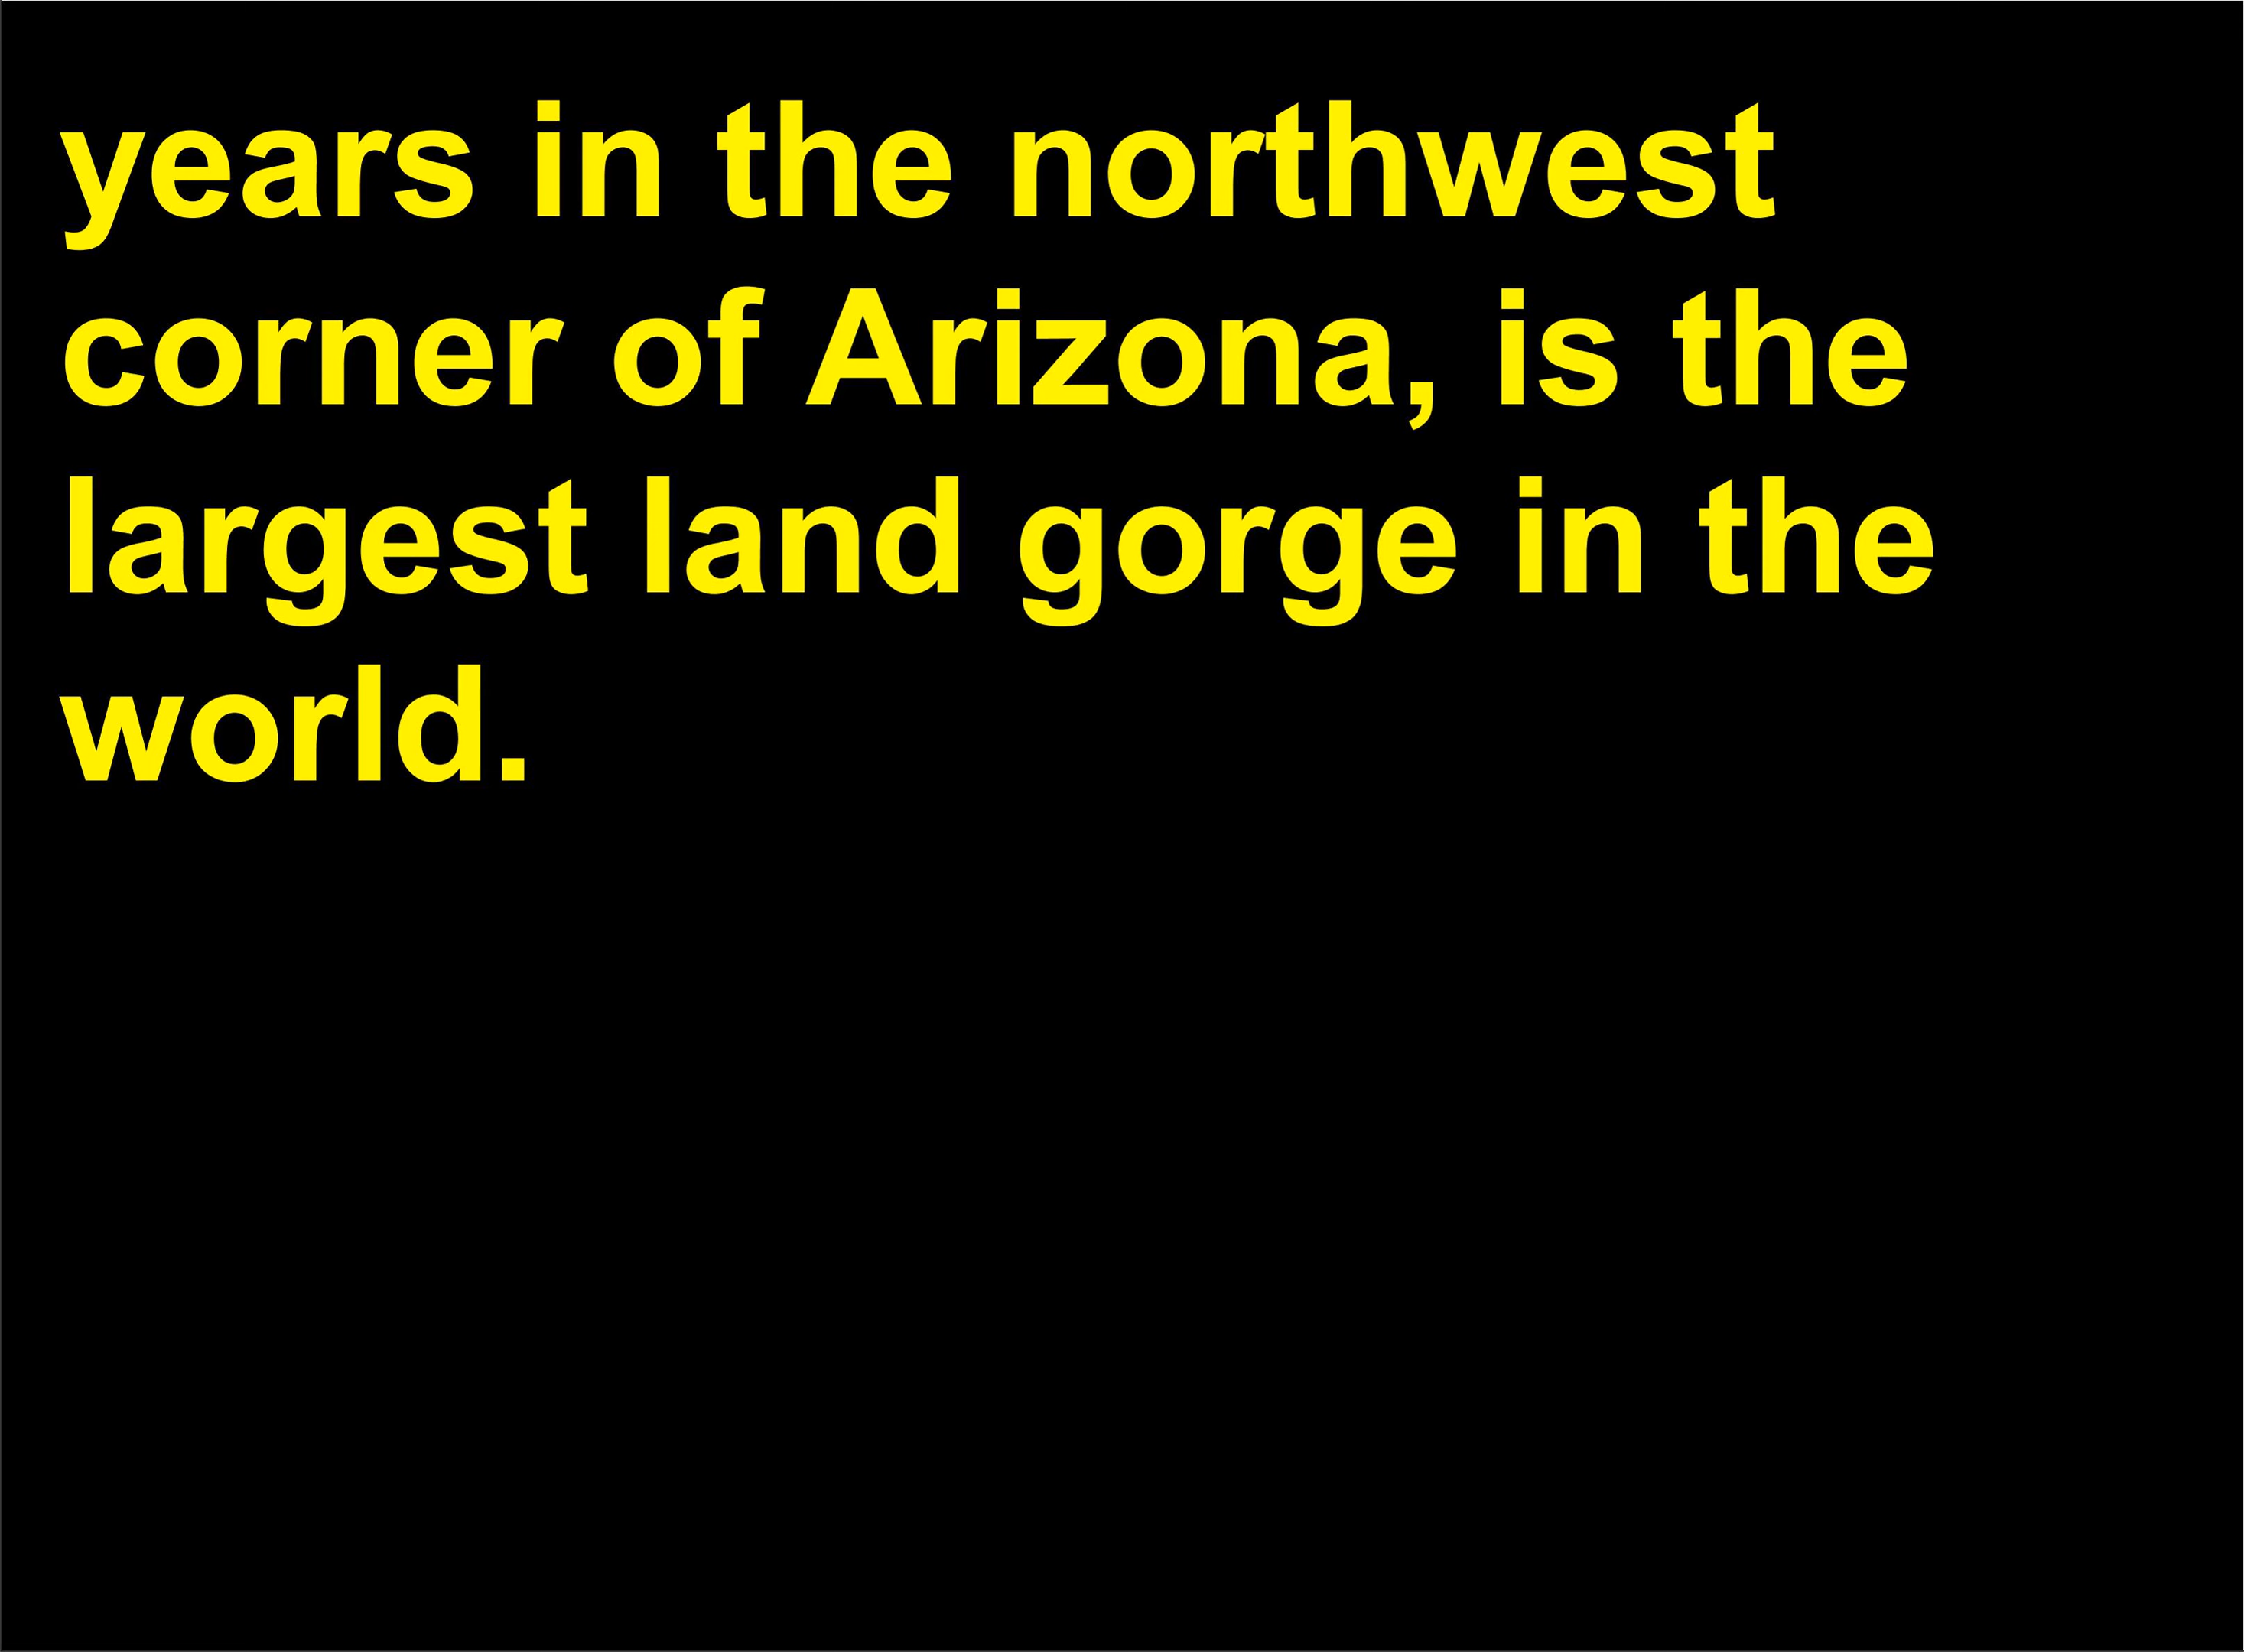 years in the northwest
corner of Arizona, is the
largest land gorge in the
world.